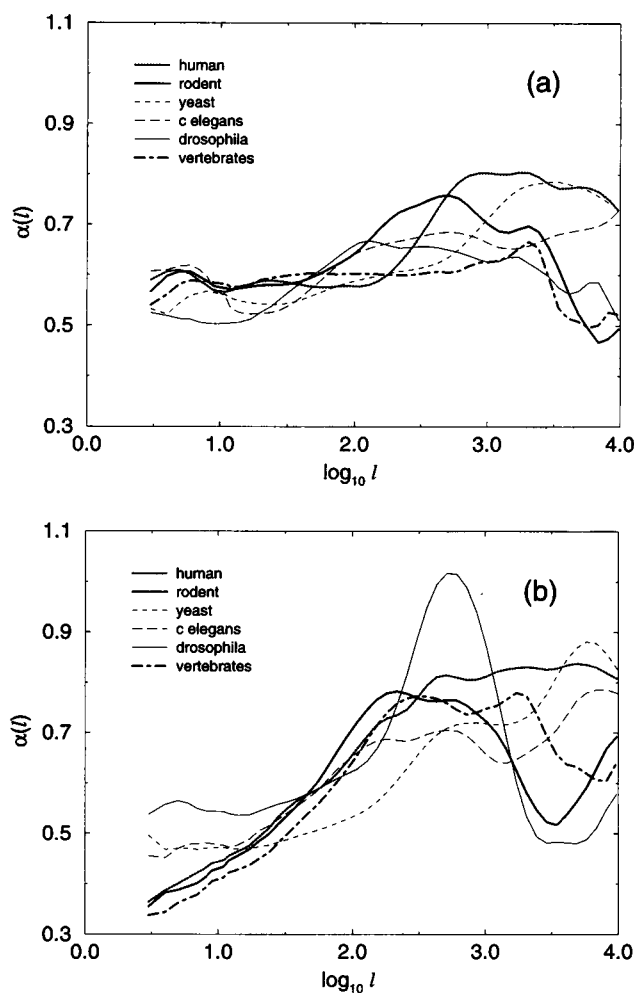 1.1
0.9
0.7
0.5
0.3
α(l)
human
rodent
yeast
c elegans
drosophila
vertebrates
(a)
0.0 1.0 2.0 3.0 4.0
log₁₀ l
1.1
0.9
0.7
0.5
0.3
α(l)
human
rodent
yeast
c elegans
drosophila
vertebrates
(b)
0.0 1.0 2.0 3.0 4.0
log₁₀ l